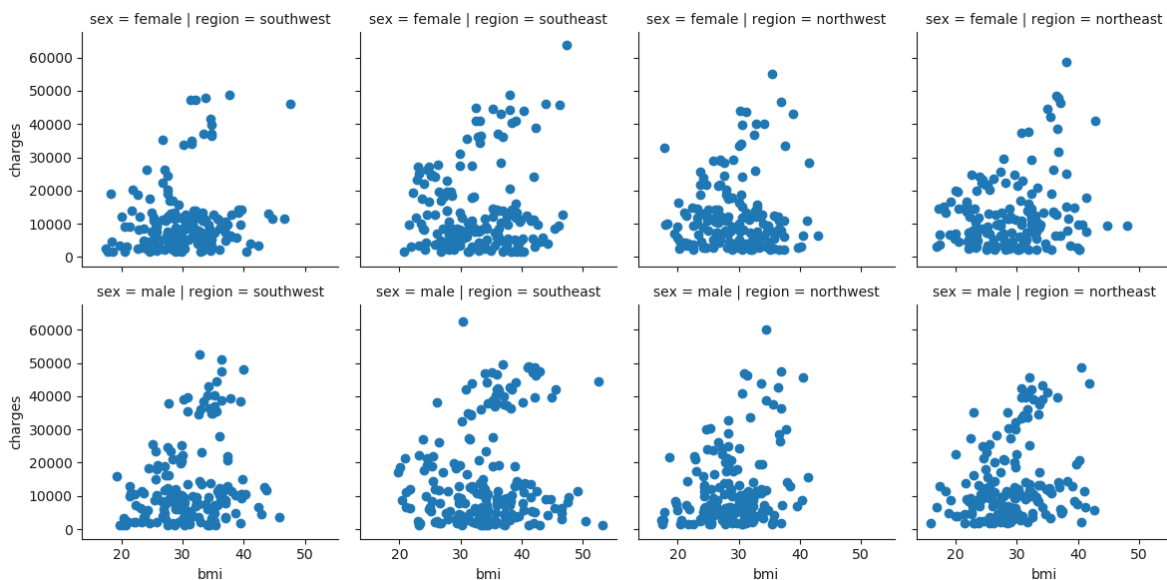 sex = female | region = southwest
sex = female | region = southeast
sex = female | region = northwest
sex = female | region = northeast
60000
50000
40000
30000
20000
10000
0
charges
sex = male | region = southwest
sex = male | region = southeast
sex = male | region = northwest
sex = male | region = northeast
60000
50000
40000
30000
20000
10000
0
charges
20 30 40 50
20 30 40 50
20 30 40 50
20 30 40 50
bmi
bmi
bmi
bmi